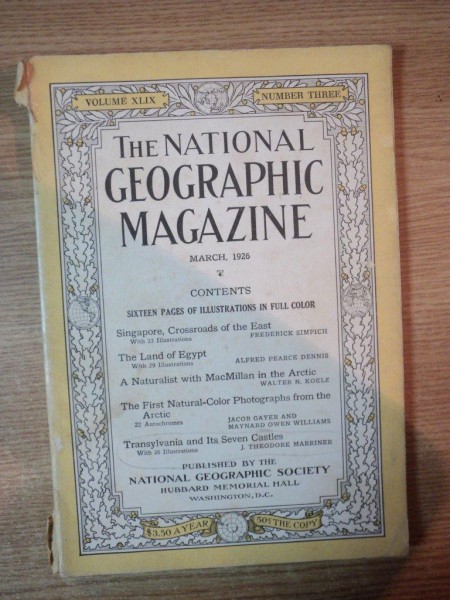 VOLUME XLIX
NUMBER THREE
THE NATIONAL
GEOGRAPHIC
MAGAZINE
MARCH, 1926
CONTENTS
SIXTEEN PAGES OF ILLUSTRATIONS IN FULL COLOR
Singapore, Crossroads of the East
With 23 Illustrations FREDERICK SIMPICH
The Land of Egypt
With 29 Illustrations ALFRED PEARCE DENNIS
A Naturalist with MacMillan in the Arctic
WALTER N. KOELZ
The First Natural-Color Photographs from the
Arctic
22 Autochromes JACOB GAYER AND
MAYNARD OWEN WILLIAMS
Transylvania and Its Seven Castles
With 26 Illustrations J. THEODORE MARRINER
PUBLISHED BY THE
NATIONAL GEOGRAPHIC SOCIETY
HUBBARD MEMORIAL HALL
WASHINGTON, D.C.
$3.50 A YEAR
50¢ THE COPY